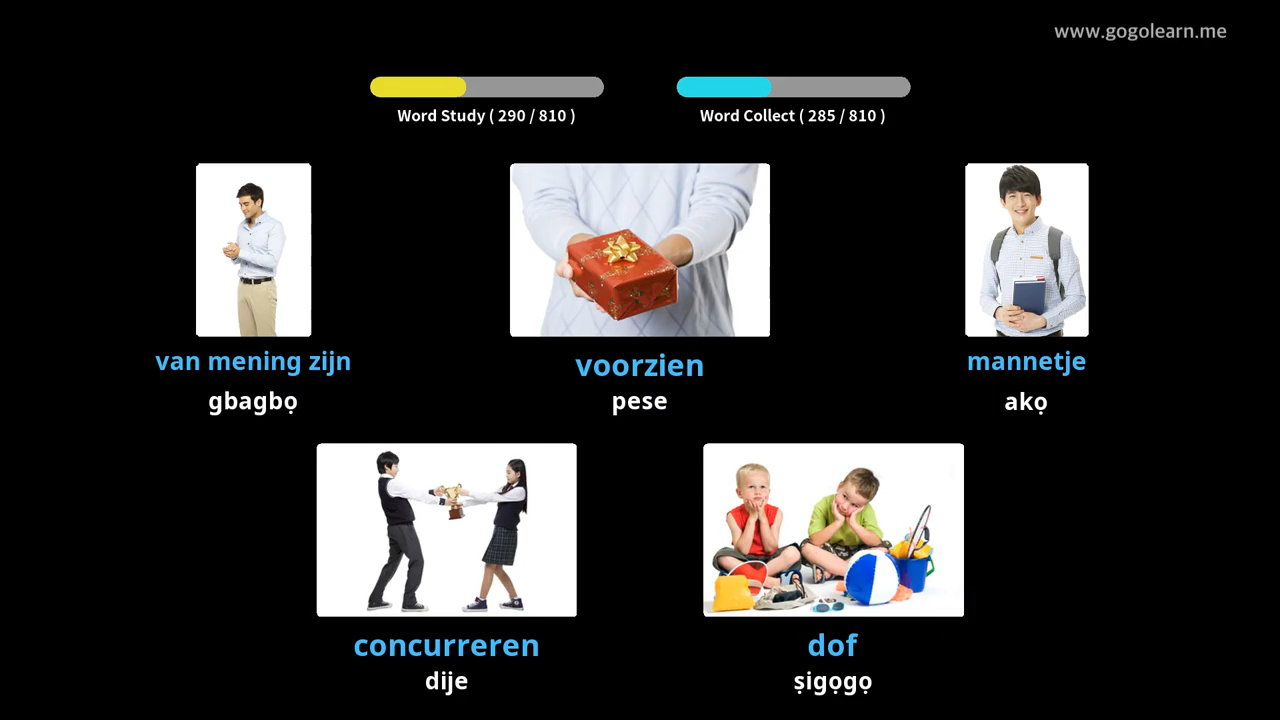 www.gogolearn.me
Word Study ( 290 / 810 )
Word Collect ( 285 / 810 )
van mening zijn
gbagbọ
voorzien
pese
mannetje
akọ
concurreren
dije
dof
ṣigọgọ